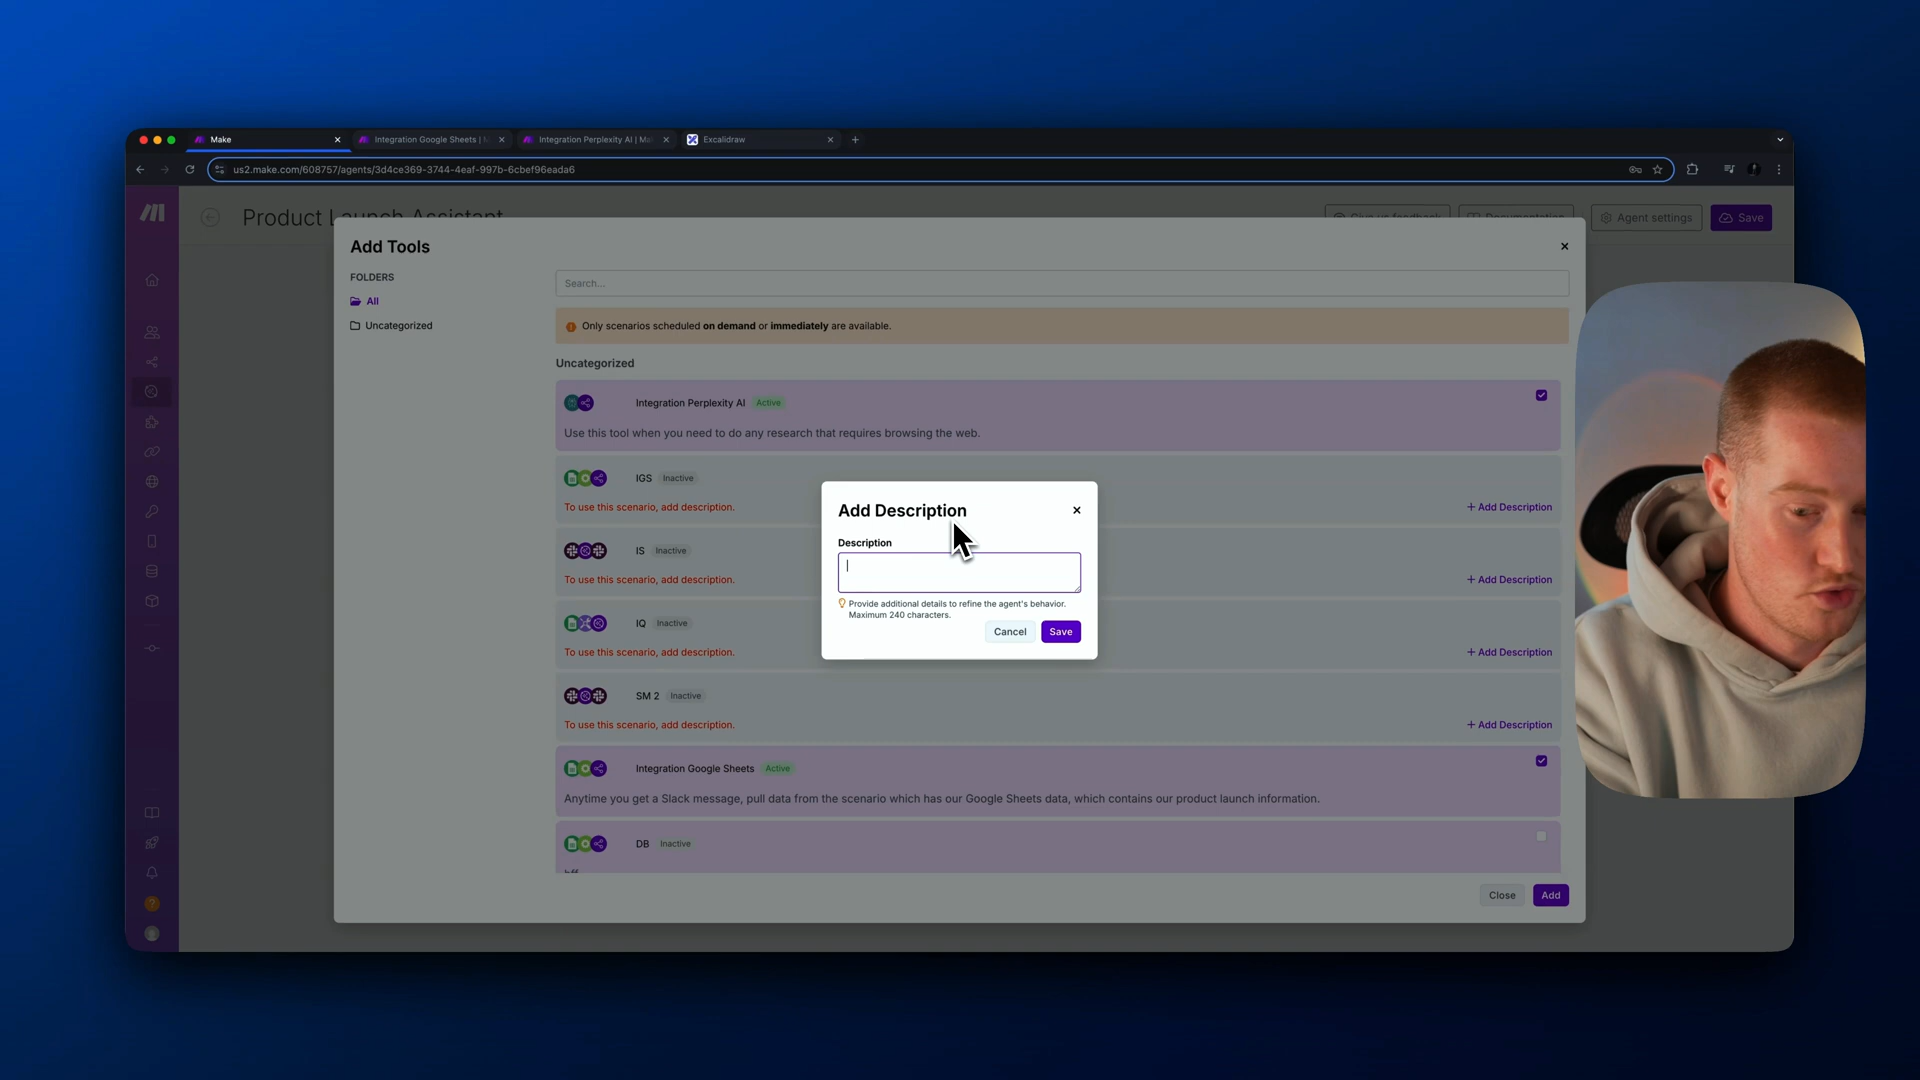 Make
Integration Google Sheets | M
Integration Perplexity AI | Ma
Excalidraw
us2.make.com/608757/agents/3d4ce369-3744-4eaf-997b-6cbef96eada6
Product Launch Assistant
Give us feedback
Documentation
Agent settings
Save
Add Tools
FOLDERS
All
Uncategorized
Search...
Only scenarios scheduled on demand or immediately are available.
Uncategorized
Integration Perplexity AI Active
Use this tool when you need to do any research that requires browsing the web.
IGS Inactive
To use this scenario, add description.
+ Add Description
IS Inactive
To use this scenario, add description.
+ Add Description
IQ Inactive
To use this scenario, add description.
+ Add Description
SM 2 Inactive
To use this scenario, add description.
+ Add Description
Integration Google Sheets Active
Anytime you get a Slack message, pull data from the scenario which has our Google Sheets data, which contains our product launch information.
DB Inactive
Close
Add
Add Description
Description
Provide additional details to refine the agent's behavior.
Maximum 240 characters.
Cancel
Save